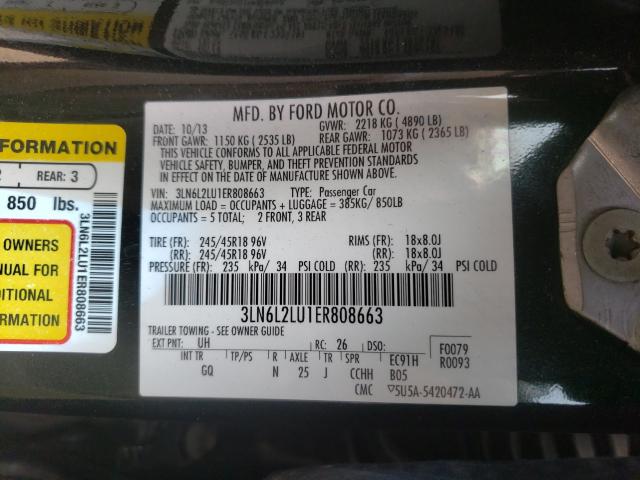 FORMATION
REAR: 3
850 lbs.
OWNERS
NUAL FOR
DITIONAL
FORMATION
3LN6L2LU1ER808663
MFD. BY FORD MOTOR CO.
DATE: 10/13 GVWR: 2218 KG ( 4890 LB)
FRONT GAWR: 1150 KG ( 2535 LB) REAR GAWR: 1073 KG ( 2365 LB)
THIS VEHICLE CONFORMS TO ALL APPLICABLE FEDERAL MOTOR
VEHICLE SAFETY, BUMPER, AND THEFT PREVENTION STANDARDS
IN EFFECT ON THE DATE OF MANUFACTURE SHOWN ABOVE.
VIN: 3LN6L2LU1ER808663 TYPE: Passenger Car
MAXIMUM LOAD = OCCUPANTS + LUGGAGE = 385KG/ 850LB
OCCUPANTS = 5 TOTAL; 2 FRONT, 3 REAR
TIRE (FR): 245/45R18 96V RIMS (FR): 18x8.0J
(RR): 245/45R18 96V (RR): 18x8.0J
PRESSURE (FR): 235 kPa/ 34 PSI COLD (RR): 235 kPa/ 34 PSI COLD
3LN6L2LU1ER808663
TRAILER TOWING - SEE OWNER GUIDE
EXT PNT: UH RC: 26 DSO: F0079
INT TR TP/PS R AXLE TR SPR EC91H R0093
GQ N 25 J CCHH B05
CMC 5U5A-5420472-AA